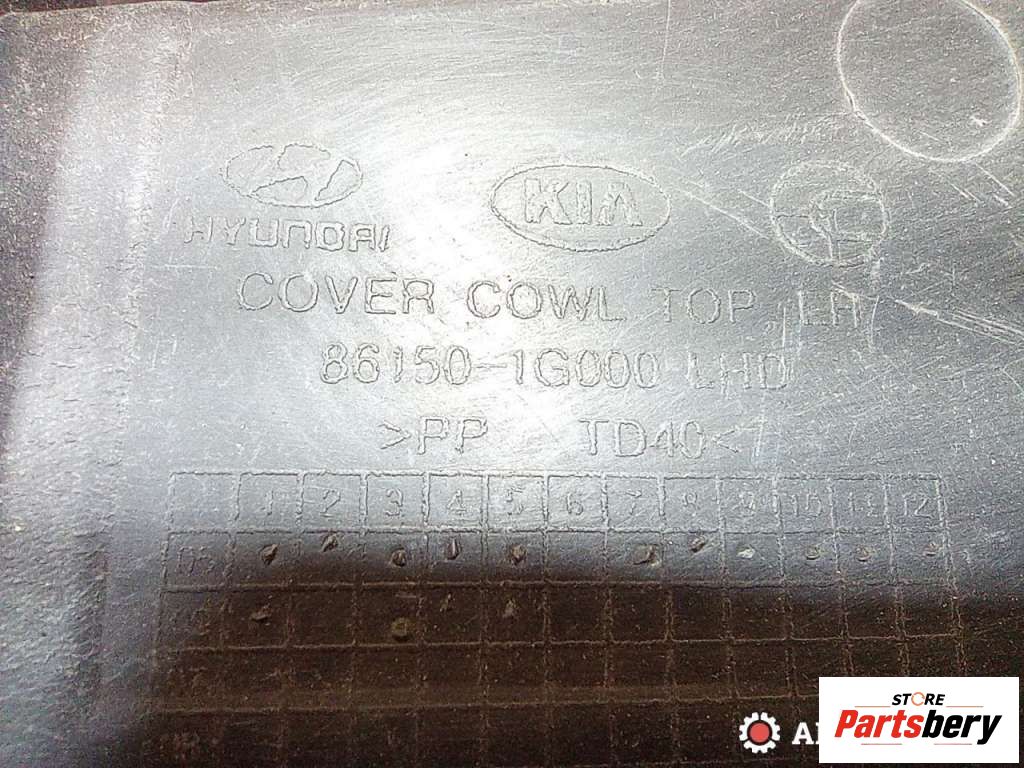 KIA
HYUNDAI
COVER COWL TOP, LH
86150-1G000 LHD
>PP TD40<
1 2 3 4 5 6 7 8 9 10 11 12
STORE
Partsbery